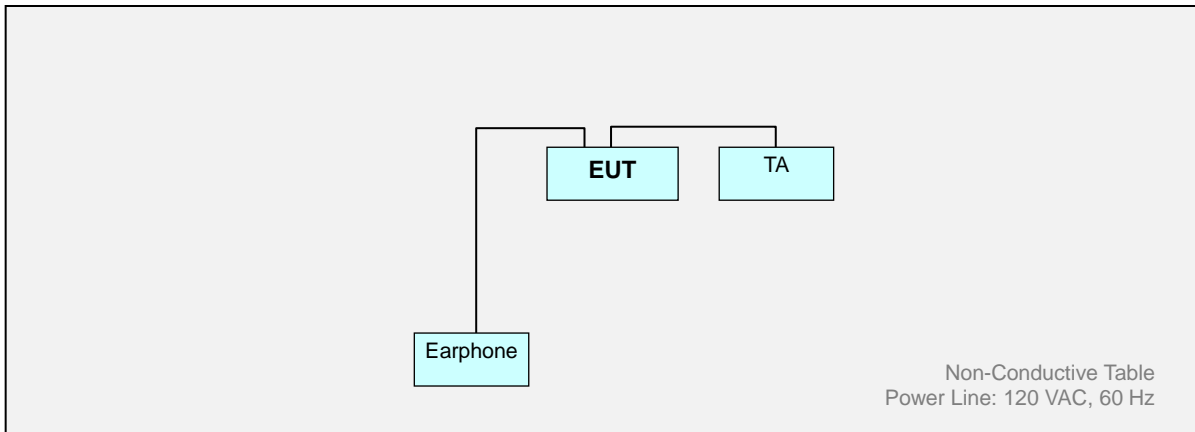 EUT
TA
Earphone
Non-Conductive Table
Power Line: 120 VAC, 60 Hz